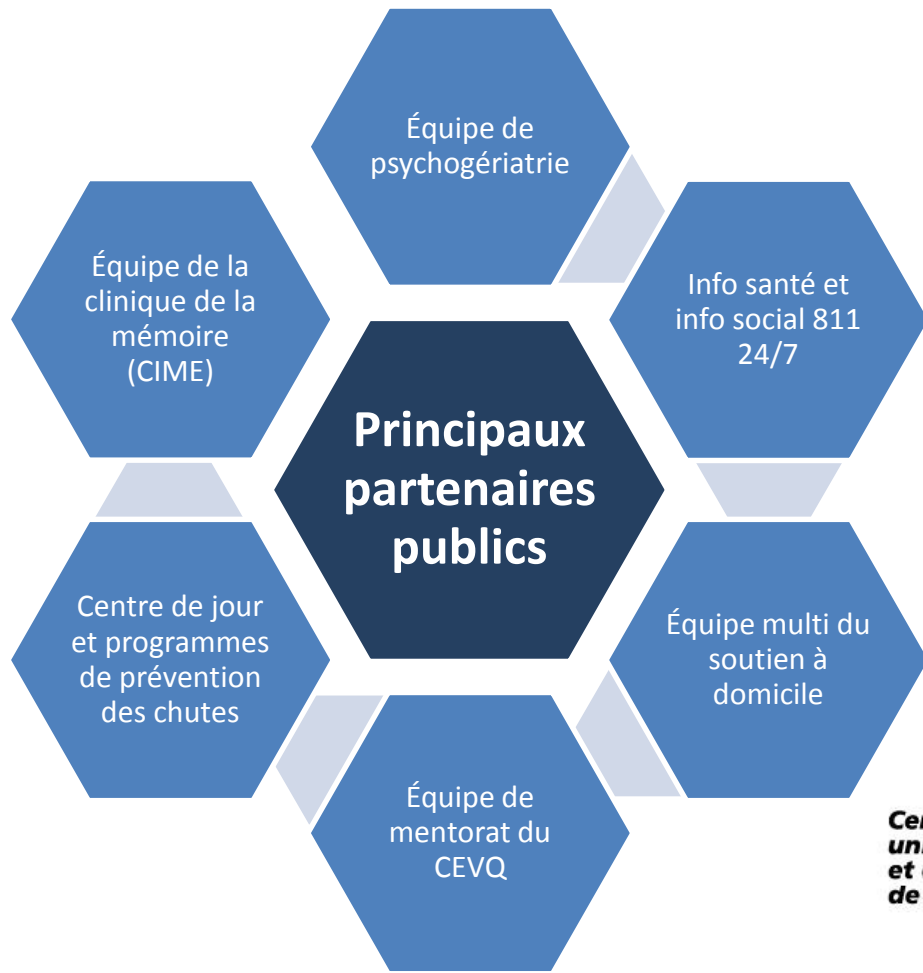 Équipe de
psychogériatrie
Info santé et
info social 811
24/7
Équipe multi du
soutien à
domicile
Équipe de
mentorat du
CEVQ
Centre de jour
et programmes
de prévention
des chutes
Équipe de la
clinique de la
mémoire
(CIME)
Principaux
partenaires
publics
et
de